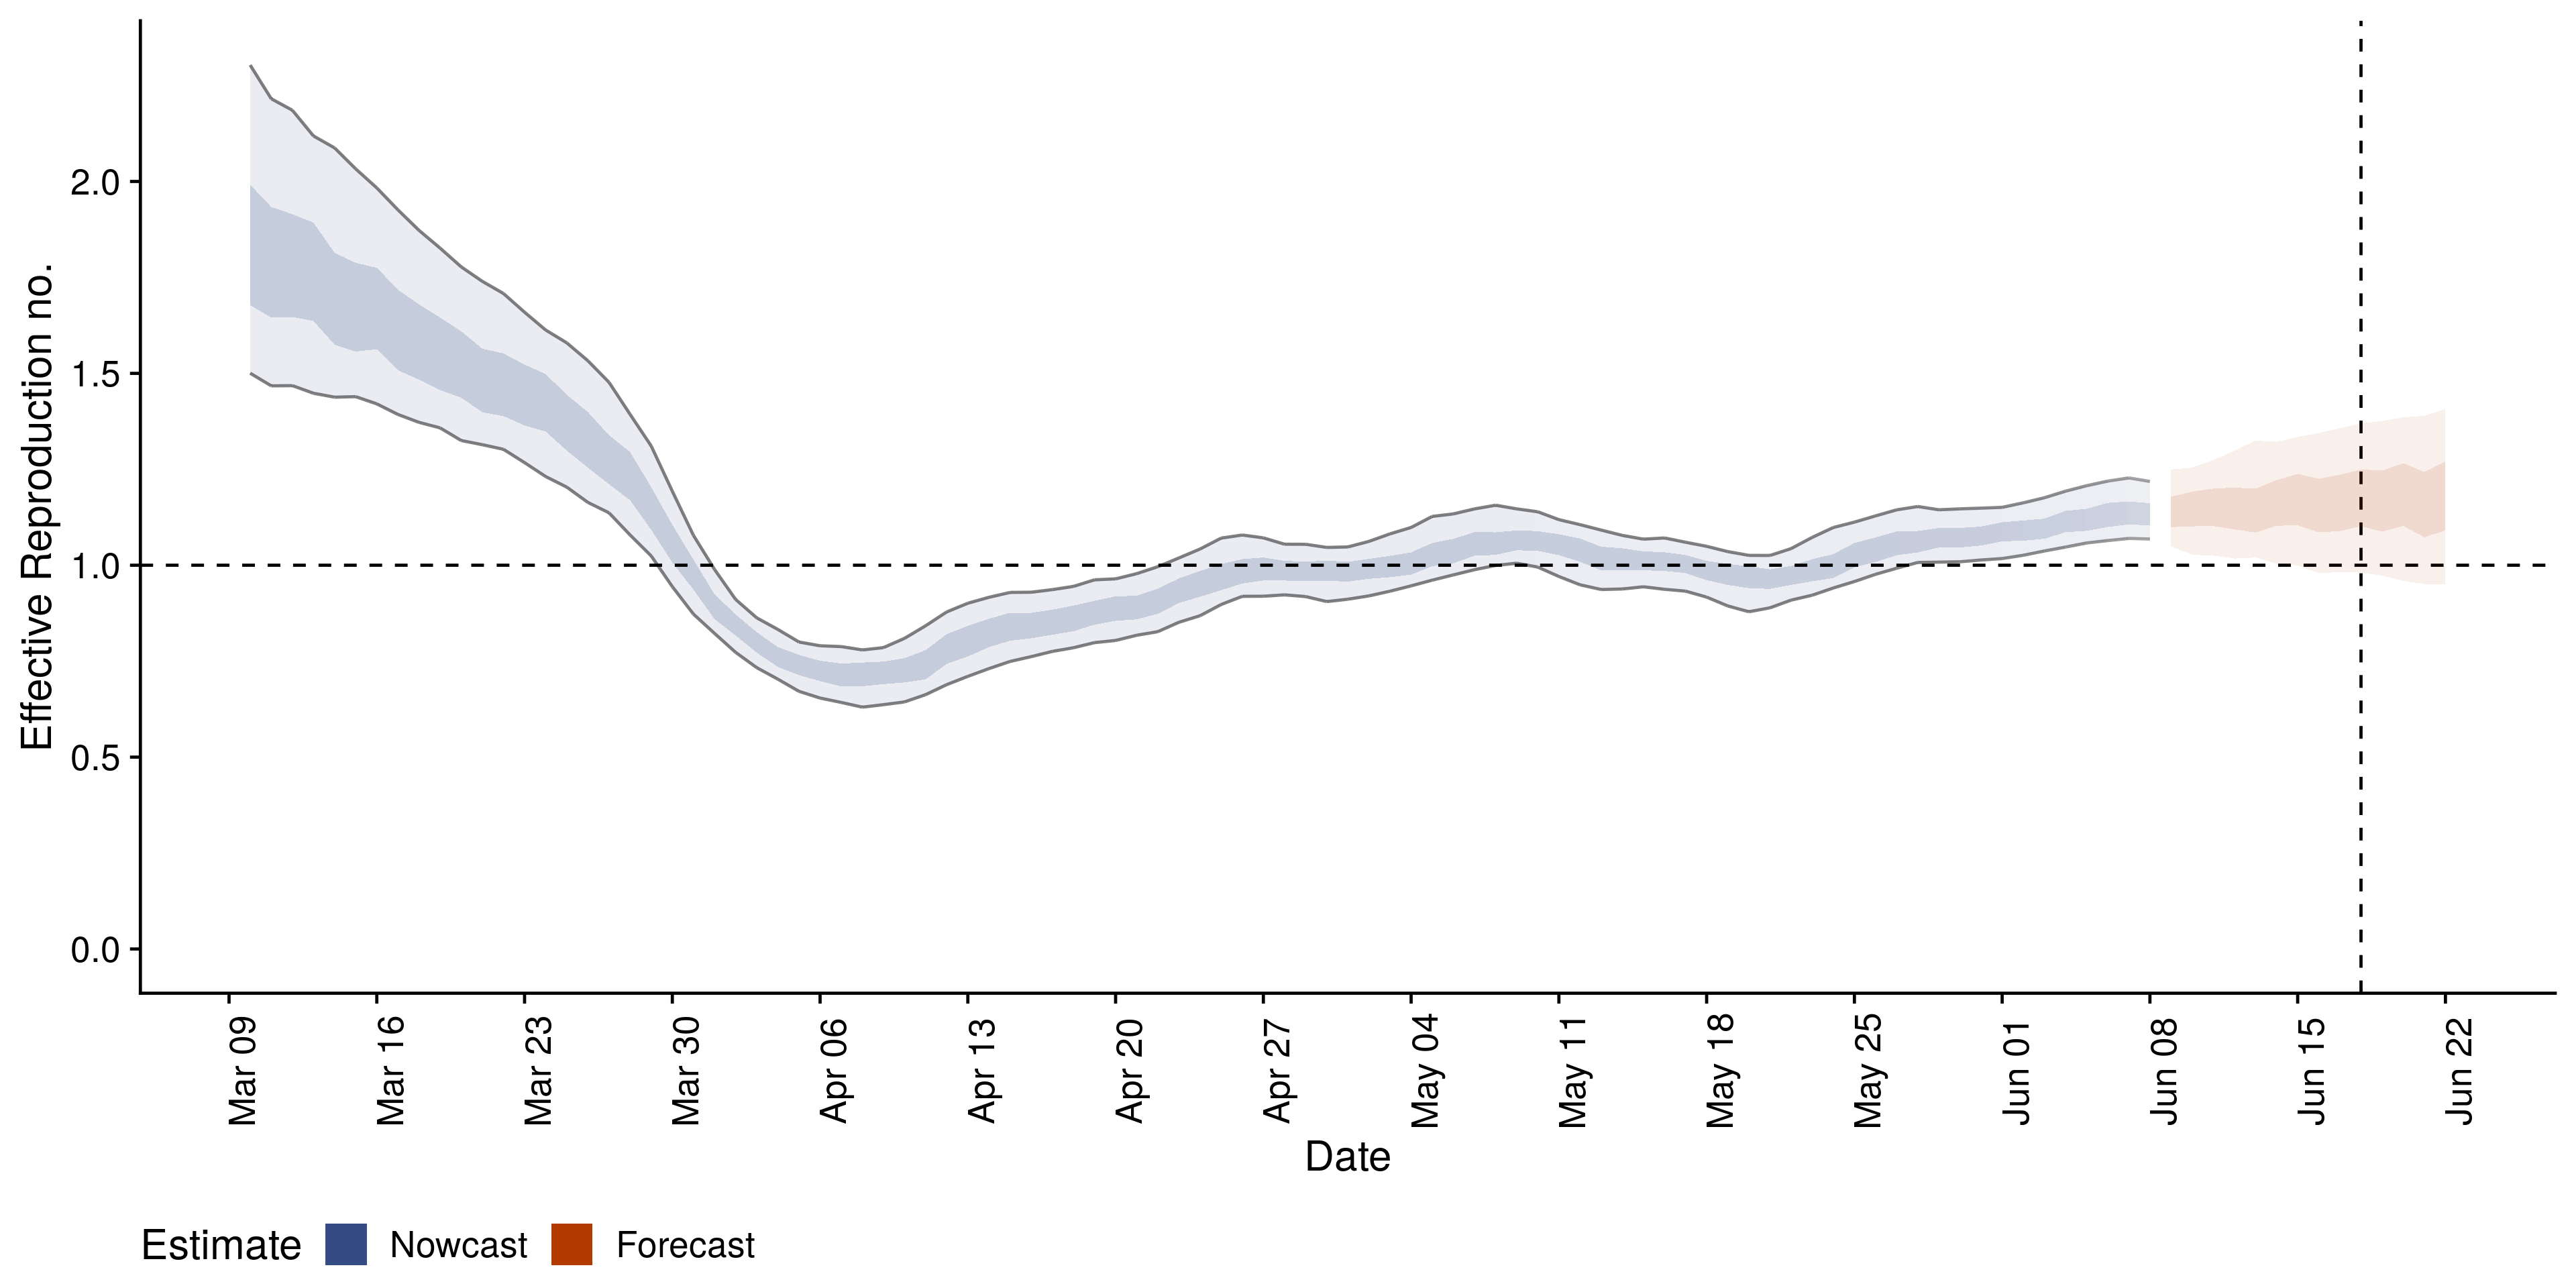 Effective Reproduction no.
2.0
1.5
1.0
0.5
0.0
Mar 09
Mar 16
Mar 23
Mar 30
Apr 06
Apr 13
Apr 20
Apr 27
May 04
May 11
May 18
May 25
Jun 01
Jun 08
Jun 15
Jun 22
Date
Estimate Nowcast Forecast